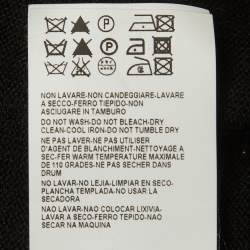 NON LAVARE-NON CANDEGGIARE-LAVARE
A SECCO-FERRO TIEPIDO-NON
ASCIUGARE IN TAMBURO
DO NOT WASH-DO NOT BLEACH-DRY
CLEAN-COOL IRON-DO NOT TUMBLE DRY
NE PAS LAVER-NE PAS UTILISER
D'AGENT DE BLANCHIMENT-NETTOYAGE A
SEC-FER WARM TEMPERATURE MAXIMALE
DE 110 GRADES-NE PAS SECHER DANS
DRUM
NO LAVAR-NO LEJIA-LIMPIAR EN SECO-
PLANCHA TEMPLADA-NO USAR LA
SECADORA
NAO LAVAR-NAO COLOCAR LIXIVIA-
LAVAR A SECO-FERRO TEPIDO-NAO
SECAR NA MAQUINA